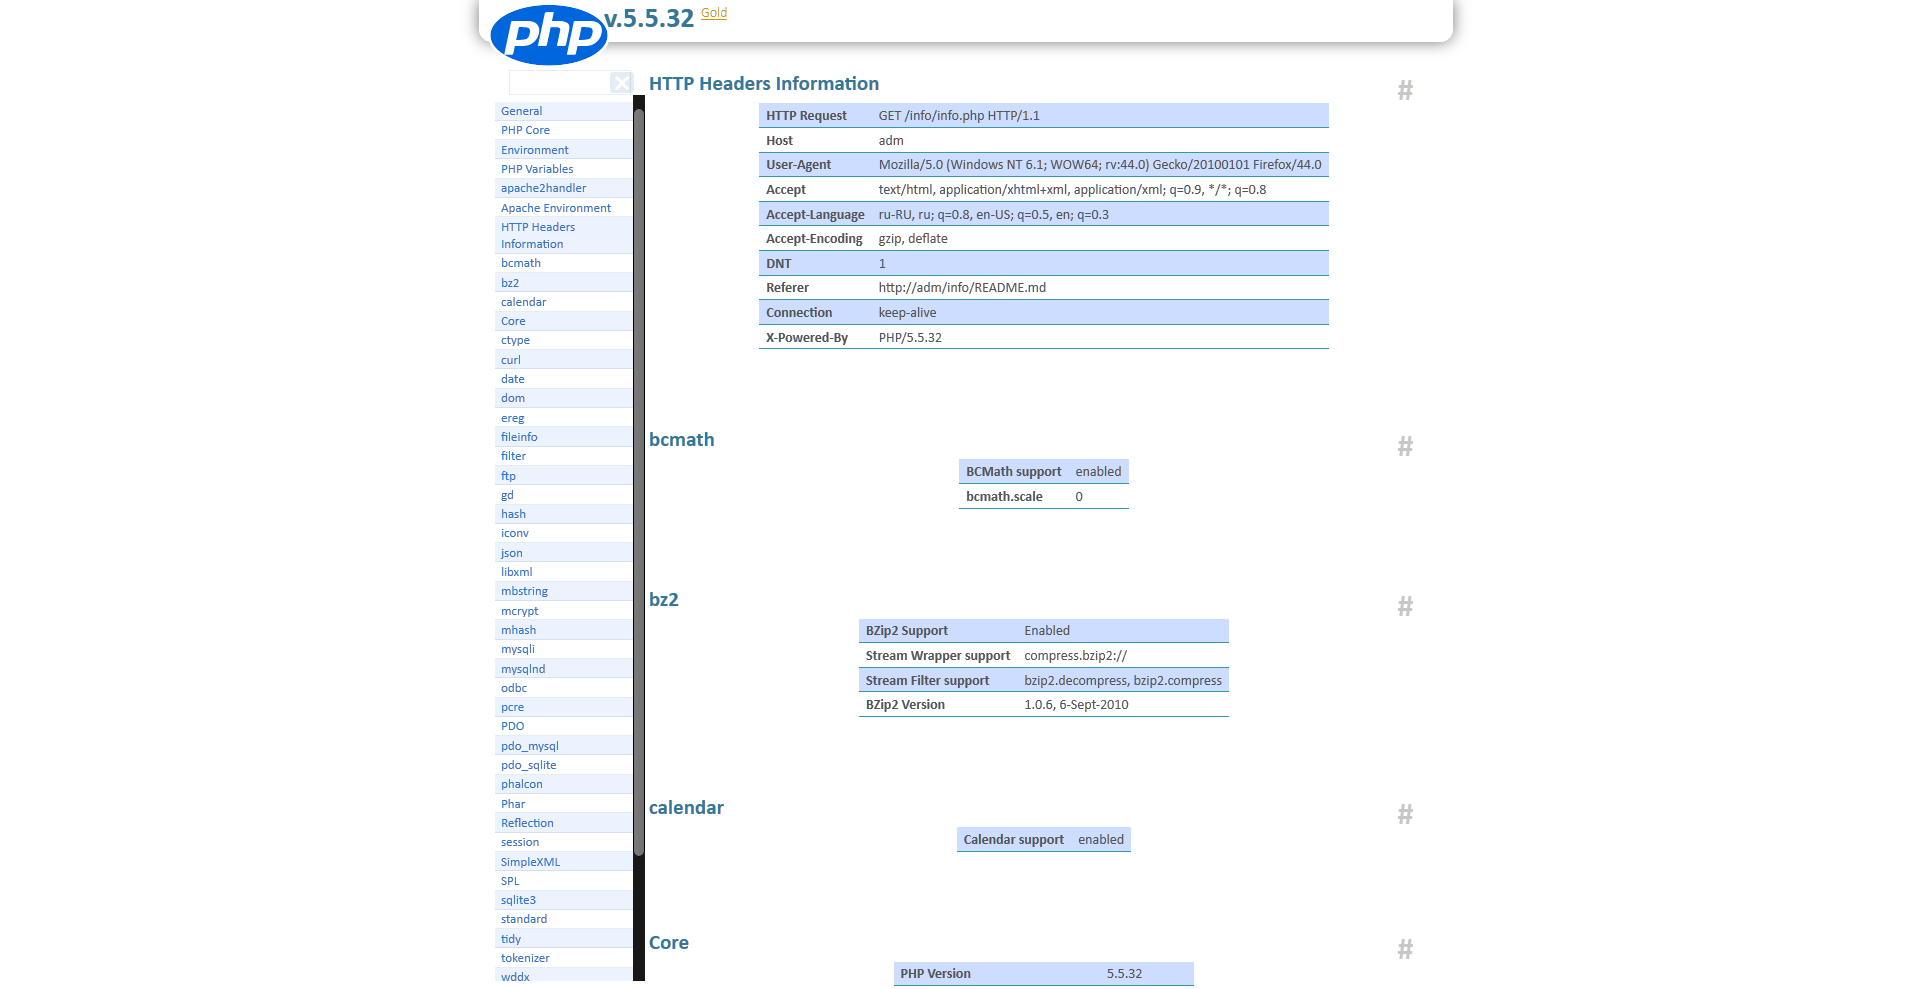 php v.5.5.32 Gold
General
PHP Core
Environment
PHP Variables
apache2handler
Apache Environment
HTTP Headers
Information
bcmath
bz2
calendar
Core
ctype
curl
date
dom
ereg
fileinfo
filter
ftp
gd
hash
iconv
json
libxml
mbstring
mcrypt
mhash
mysqli
mysqlnd
odbc
pcre
PDO
pdo_mysql
pdo_sqlite
phalcon
Phar
Reflection
session
SimpleXML
SPL
sqlite3
standard
tidy
tokenizer
wddx
HTTP Headers Information #
HTTP Request GET /info/info.php HTTP/1.1
Host adm
User-Agent Mozilla/5.0 (Windows NT 6.1; WOW64; rv:44.0) Gecko/20100101 Firefox/44.0
Accept text/html, application/xhtml+xml, application/xml; q=0.9, */*; q=0.8
Accept-Language ru-RU, ru; q=0.8, en-US; q=0.5, en; q=0.3
Accept-Encoding gzip, deflate
DNT 1
Referer http://adm/info/README.md
Connection keep-alive
X-Powered-By PHP/5.5.32
bcmath #
BCMath support enabled
bcmath.scale 0
bz2 #
BZip2 Support Enabled
Stream Wrapper support compress.bzip2://
Stream Filter support bzip2.decompress, bzip2.compress
BZip2 Version 1.0.6, 6-Sept-2010
calendar #
Calendar support enabled
Core #
PHP Version 5.5.32